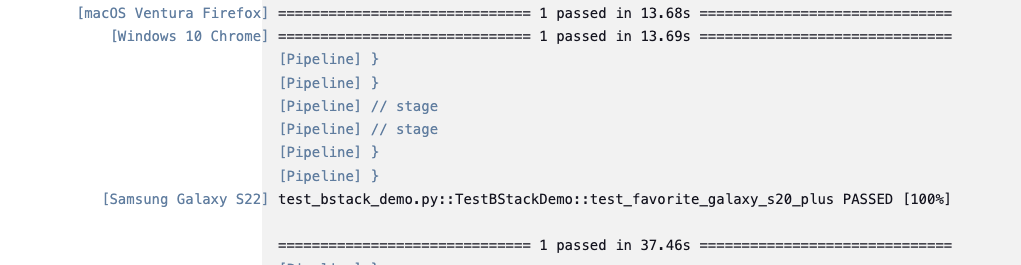 [macOS Ventura Firefox] ============================== 1 passed in 13.68s ==============================
[Windows 10 Chrome] ============================== 1 passed in 13.69s ==============================
[Pipeline] }
[Pipeline] }
[Pipeline] // stage
[Pipeline] // stage
[Pipeline] }
[Pipeline] }
[Samsung Galaxy S22] test_bstack_demo.py::TestBStackDemo::test_favorite_galaxy_s20_plus PASSED [100%]
============================== 1 passed in 37.46s ==============================